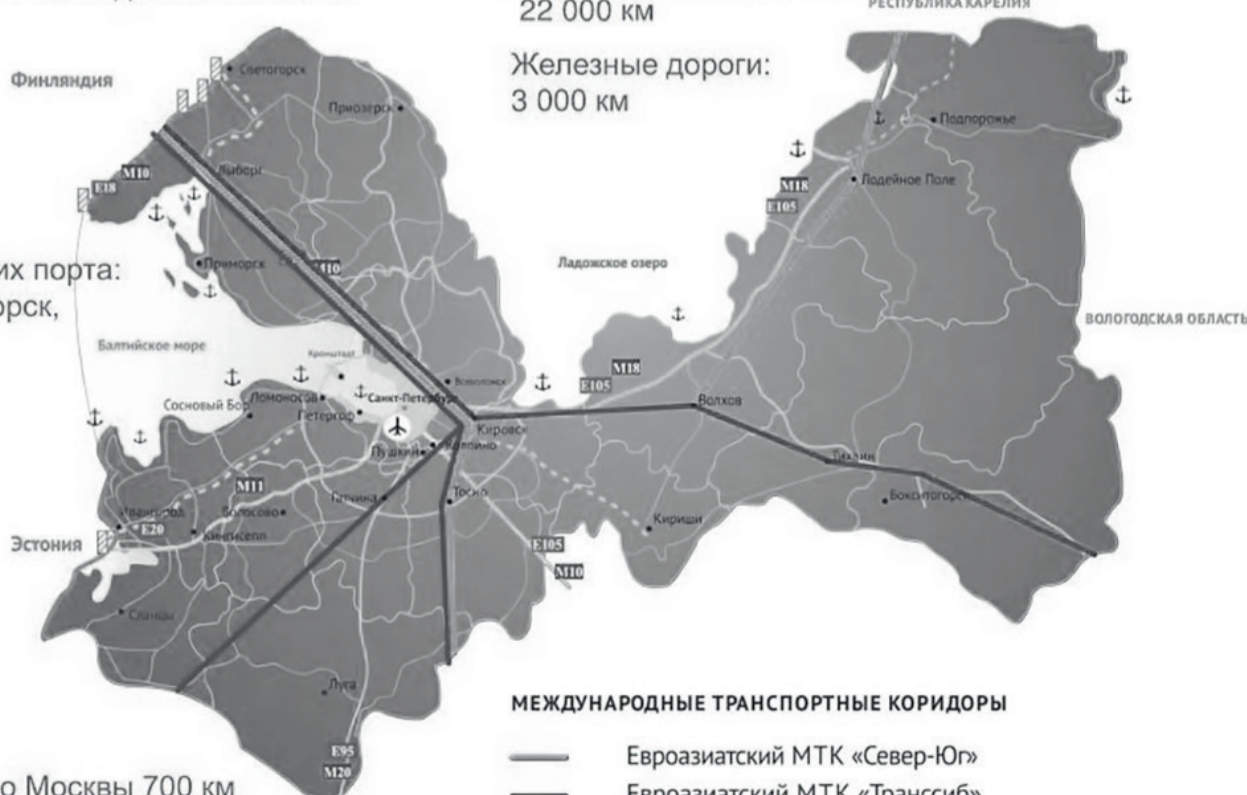 22 000 км
РЕСПУБЛИКА КАРЕЛИЯ
Железные дороги:
3 000 км
Финляндия
Светогорск
Приозерск
Подпорожье
Выборг
M10
E18
Лодейное Поле
M18
E105
их порта:
орск,
Приморск
M10
Ладожское озеро
ВОЛОГОДСКАЯ ОБЛАСТЬ
Балтийское море
Кронштадт
M18
E105
Всеволожск
Сосновый Бор
Ломоносов
Санкт-Петербург
Петергоф
Волхов
Кировск
Пушкин
Колпино
Тихвин
M11
Гатчина
Тосно
Бокситогорск
Ивангород
Волосово
E20
Кингисепп
Кириши
Эстония
E105
M10
Сланцы
Луга
E95
M20
МЕЖДУНАРОДНЫЕ ТРАНСПОРТНЫЕ КОРИДОРЫ
Евроазиатский МТК «Север-Юг»
Евроазиатский МТК «Транссиб»
о Москвы 700 км